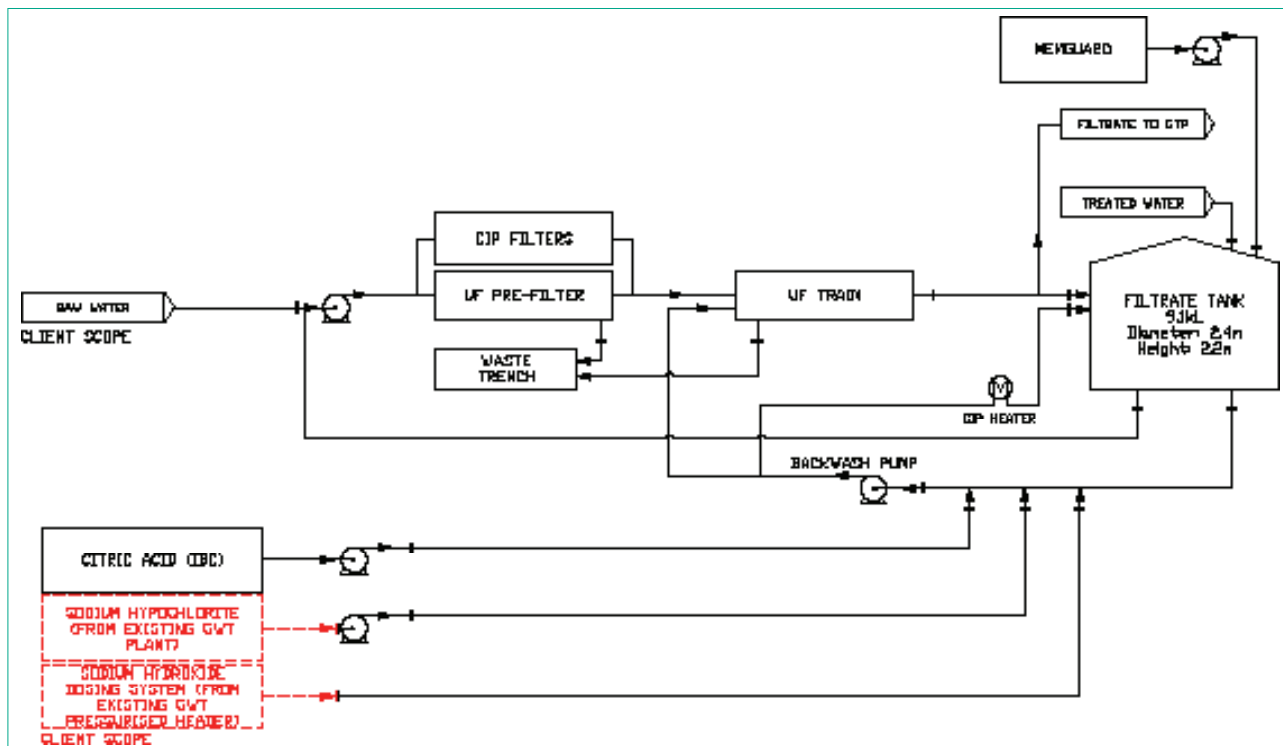 MEMGUARD
FILTRATE TO GTP
TREATED WATER
CIP FILTERS
UF PRE-FILTER
UF TRAIN
RAW WATER
CLIENT SCOPE
WASTE
TRENCH
FILTRATE TANK
9.1kL
Diameter: 2.4m
Height: 2.2m
CIP HEATER
BACKWASH PUMP
CITRIC ACID (IBC)
SODIUM HYPOCHLORITE
(FROM EXISTING GWT
PLANT)
SODIUM HYDROXIDE
DOSING SYSTEM (FROM
EXISTING GWT
PRESSURISED HEADER)
CLIENT SCOPE